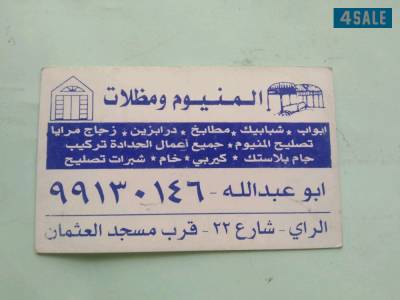 4SALE
المنيوم ومظلات
ابواب * شبابيك * مطابخ * درابزين * زجاج مرايا
تصليح المنيوم * جميع أعمال الحدادة تركيب
جام بلاستك * كيربي * خام * شبرات تصليح
ابو عبدالله - ٩٩١٣٠١٤٦
الراي - شارع ٢٢ - قرب مسجد العثمان